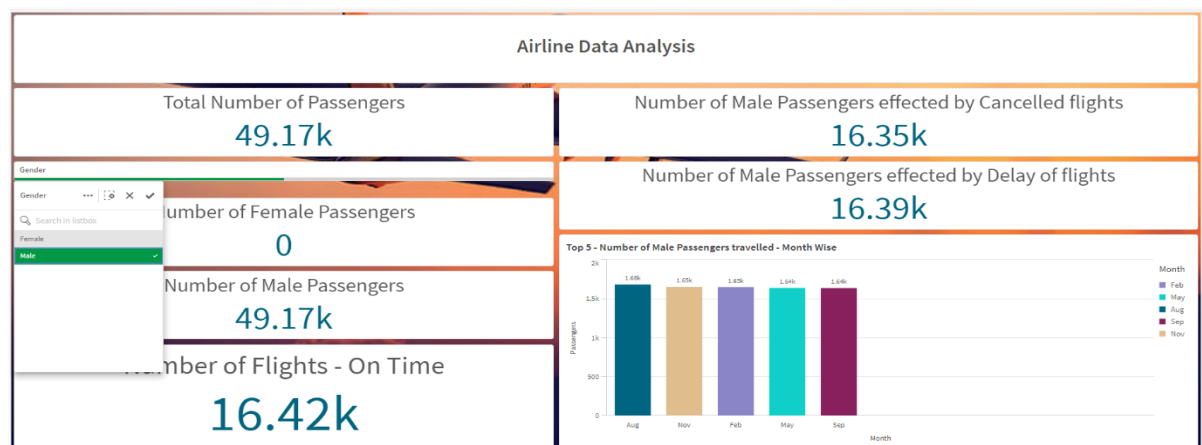 Airline Data Analysis
Total Number of Passengers
49.17k
Number of Male Passengers effected by Cancelled flights
16.35k
Gender
Gender
Search in listbox
Female
Male
umber of Female Passengers
0
Number of Male Passengers
49.17k
Number of Flights - On Time
16.42k
Number of Male Passengers effected by Delay of flights
16.39k
Top 5 - Number of Male Passengers travelled - Month Wise
2k
1.5k
1k
500
0
Passengers
1.68k
1.65k
1.65k
1.64k
1.64k
Aug
Nov
Feb
May
Sep
Month
Month
Feb
May
Aug
Sep
Nov